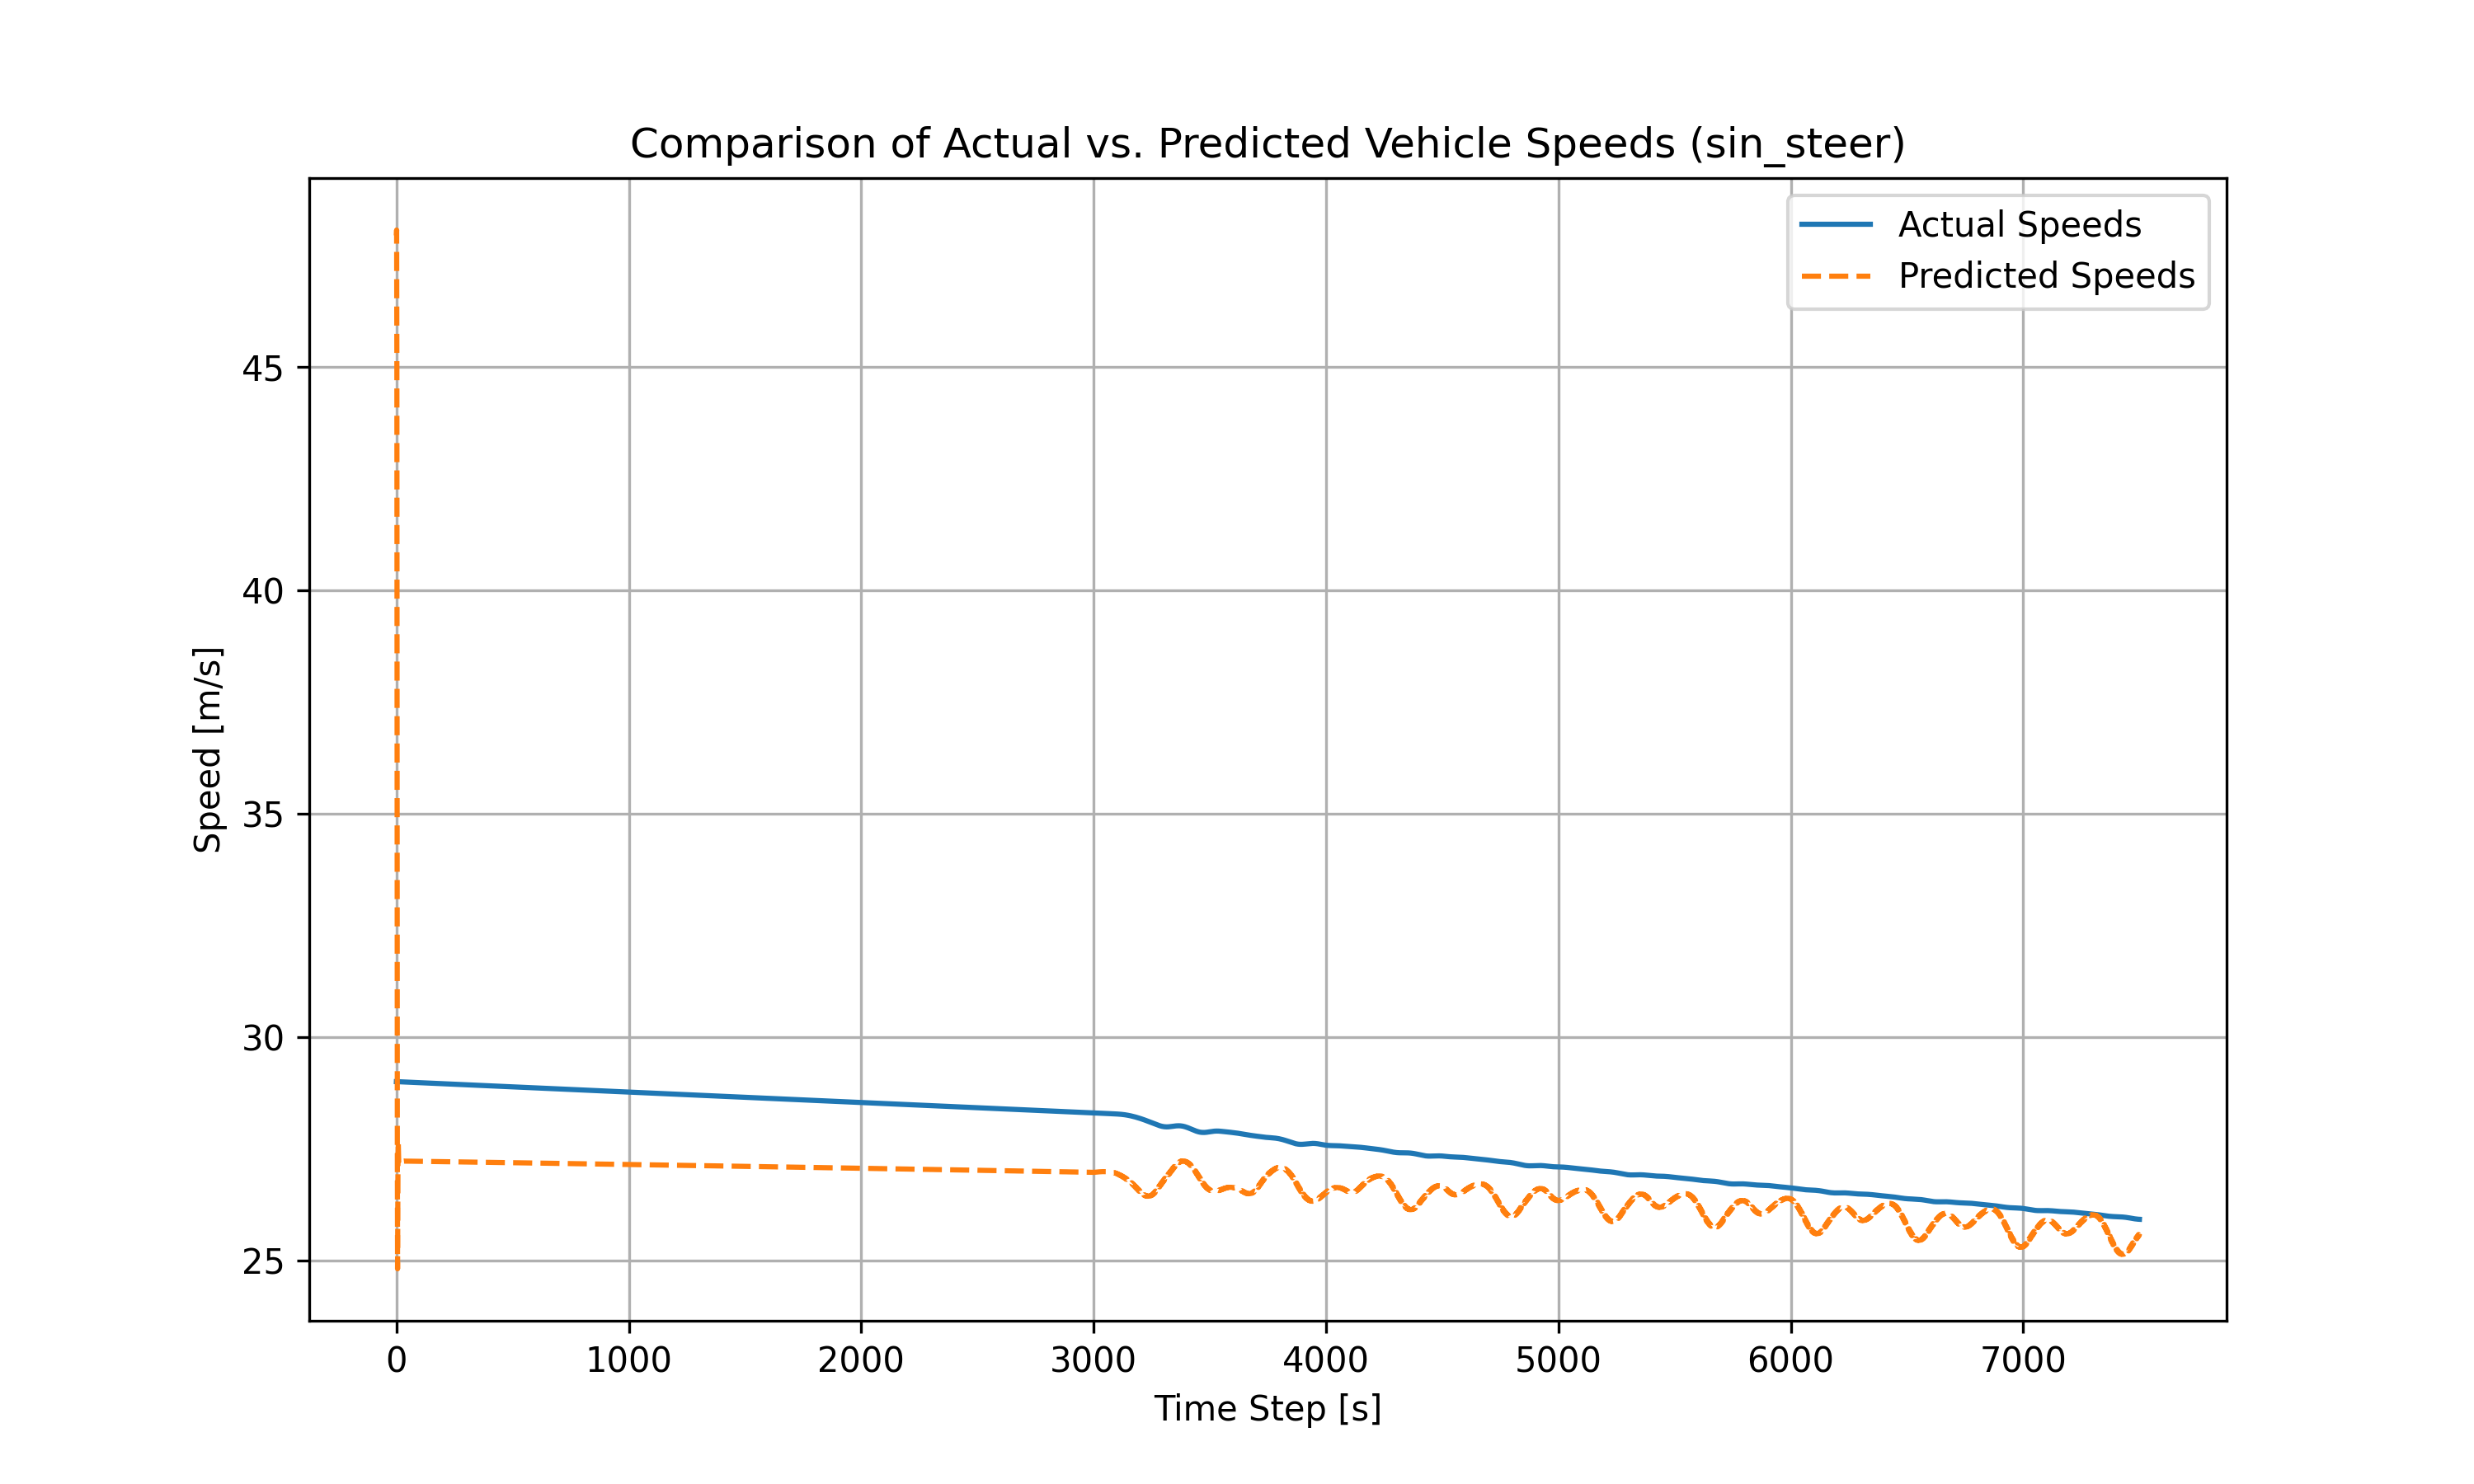 Comparison of Actual vs. Predicted Vehicle Speeds (sin_steer)
Actual Speeds
Predicted Speeds
45
40
35
30
25
Speed [m/s]
0 1000 2000 3000 4000 5000 6000 7000
Time Step [s]